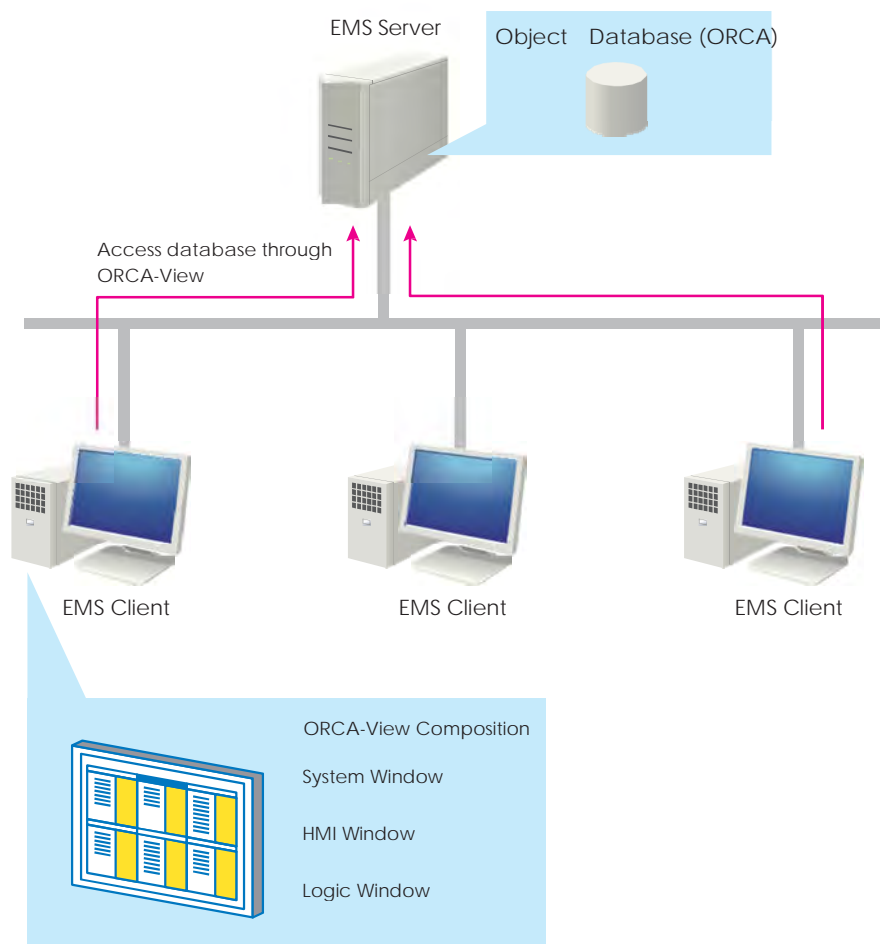 EMS Server
Object Database (ORCA)
Access database through
ORCA-View
EMS Client
EMS Client
EMS Client
ORCA-View Composition
System Window
HMI Window
Logic Window